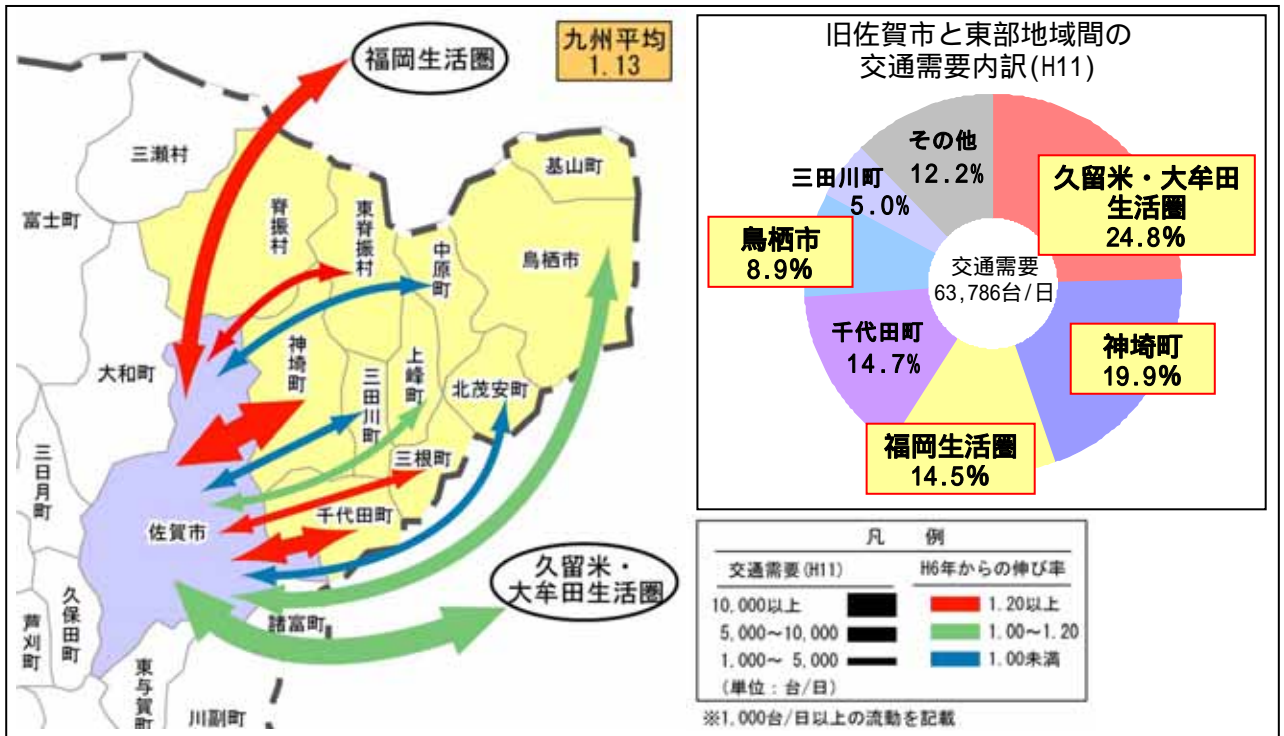 福岡生活圏
九州平均
1.13
三瀬村
富士町
脊振村
東脊振村
中原町
基山町
鳥栖市
大和町
神埼町
三田川町
上峰町
北茂安町
三根町
三日月町
佐賀市
千代田町
久留米・
大牟田生活圏
久保田町
芦刈町
諸富町
東与賀町
川副町
旧佐賀市と東部地域間の
交通需要内訳(H11)
その他
12.2%
三田川町
5.0%
久留米・大牟田
生活圏
24.8%
鳥栖市
8.9%
交通需要
63,786台/日
千代田町
14.7%
神埼町
19.9%
福岡生活圏
14.5%
凡 例
交通需要(H11)
H6年からの伸び率
10,000以上
1.20以上
5,000～10,000
1.00～1.20
1,000～ 5,000
1.00未満
(単位：台/日)
※1,000台/日以上の流動を記載